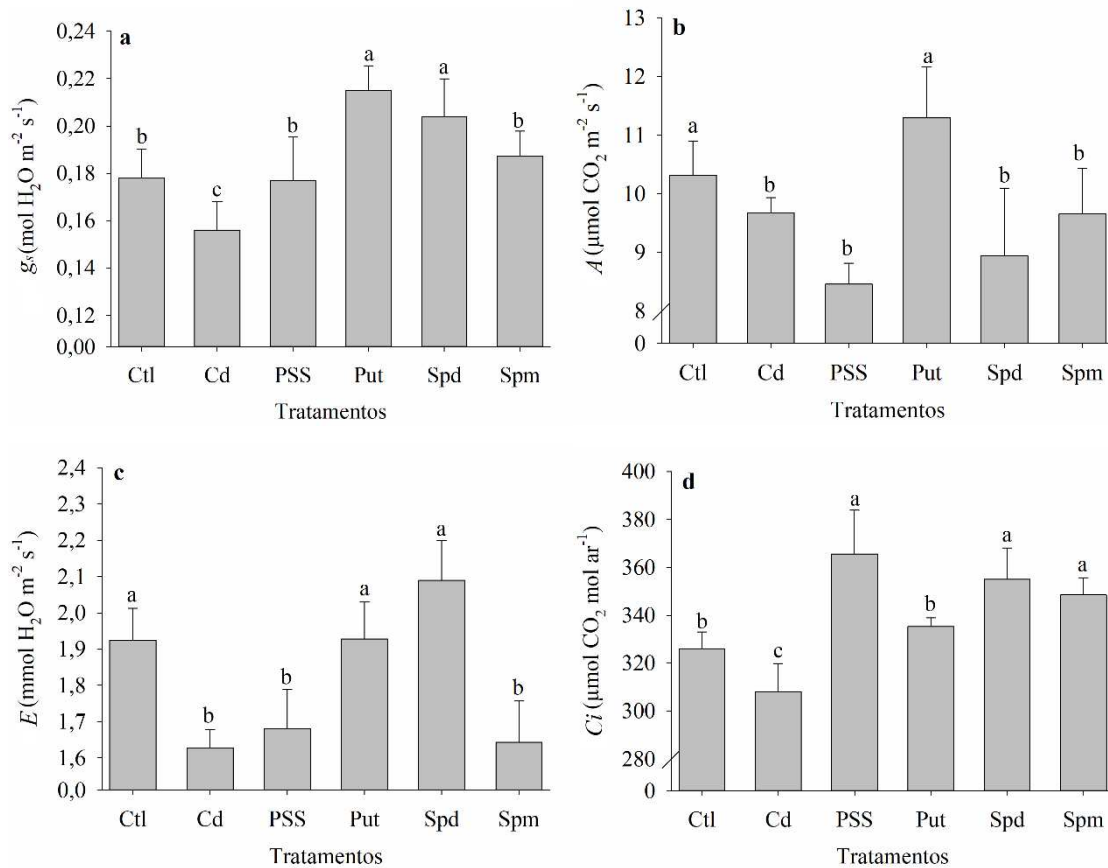 a
gs (mol H2O m-2 s-1)
0,24
0,22
0,20
0,18
0,16
0,14
0,12
0,00
b
c
b
a
a
b
Ctl Cd PSS Put Spd Spm
Tratamentos
b
A (µmol CO2 m-2 s-1)
13
12
11
10
9
8
0
a
b
b
a
b
b
Ctl Cd PSS Put Spd Spm
Tratamentos
c
E (mmol H2O m-2 s-1)
2,4
2,3
2,2
2,1
2,0
1,9
1,8
1,7
1,6
0,0
a
b
b
a
a
b
Ctl Cd PSS Put Spd Spm
Tratamentos
d
Ci (µmol CO2 mol ar-1)
400
380
360
340
320
300
280
0
b
c
a
b
a
a
Ctl Cd PSS Put Spd Spm
Tratamentos